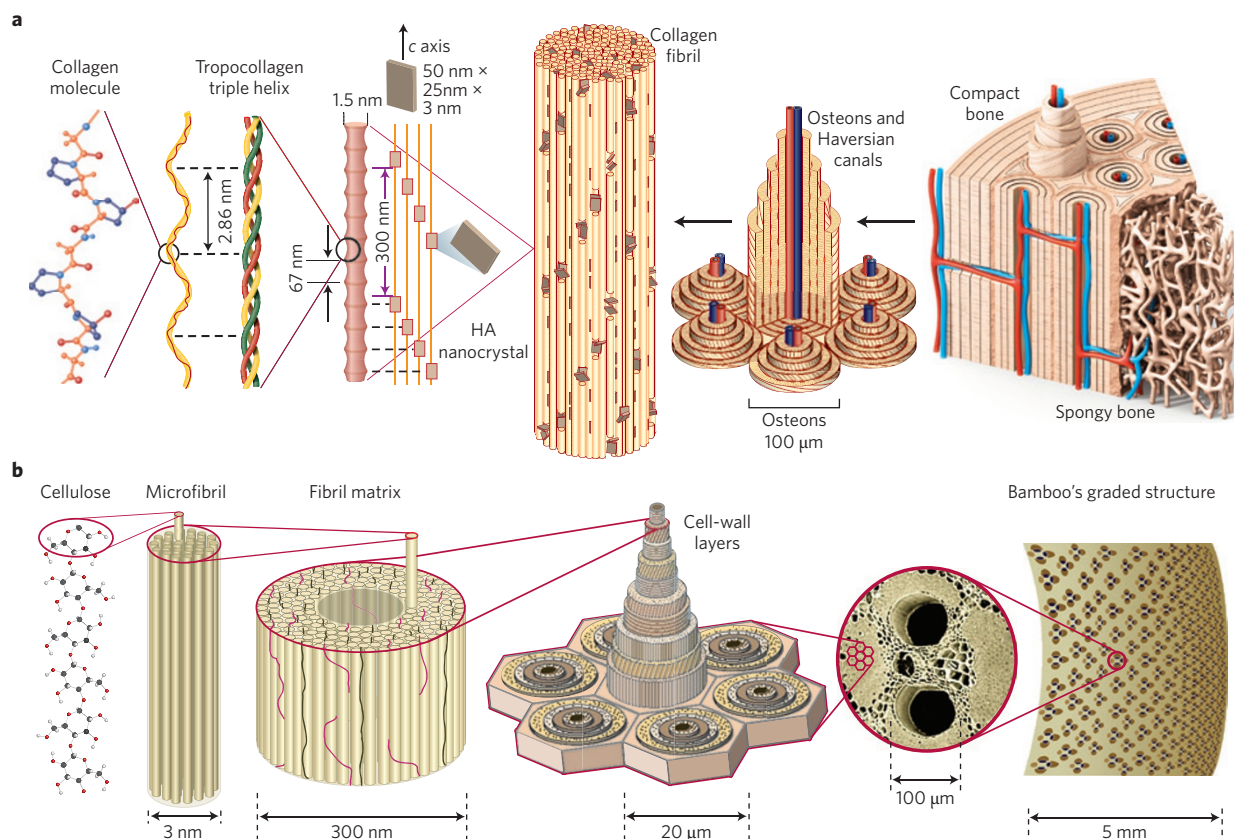 a
Collagen
molecule
Tropocollagen
triple helix
2.86 nm
67 nm
1.5 nm
c axis
50 nm ×
25nm ×
3 nm
300 nm
HA
nanocrystal
Collagen
fibril
Osteons and
Haversian
canals
Osteons
100 μm
Compact
bone
Spongy bone
b
Cellulose
Microfibril
Fibril matrix
Cell-wall
layers
Bamboo's graded structure
3 nm
300 nm
20 μm
100 μm
5 mm